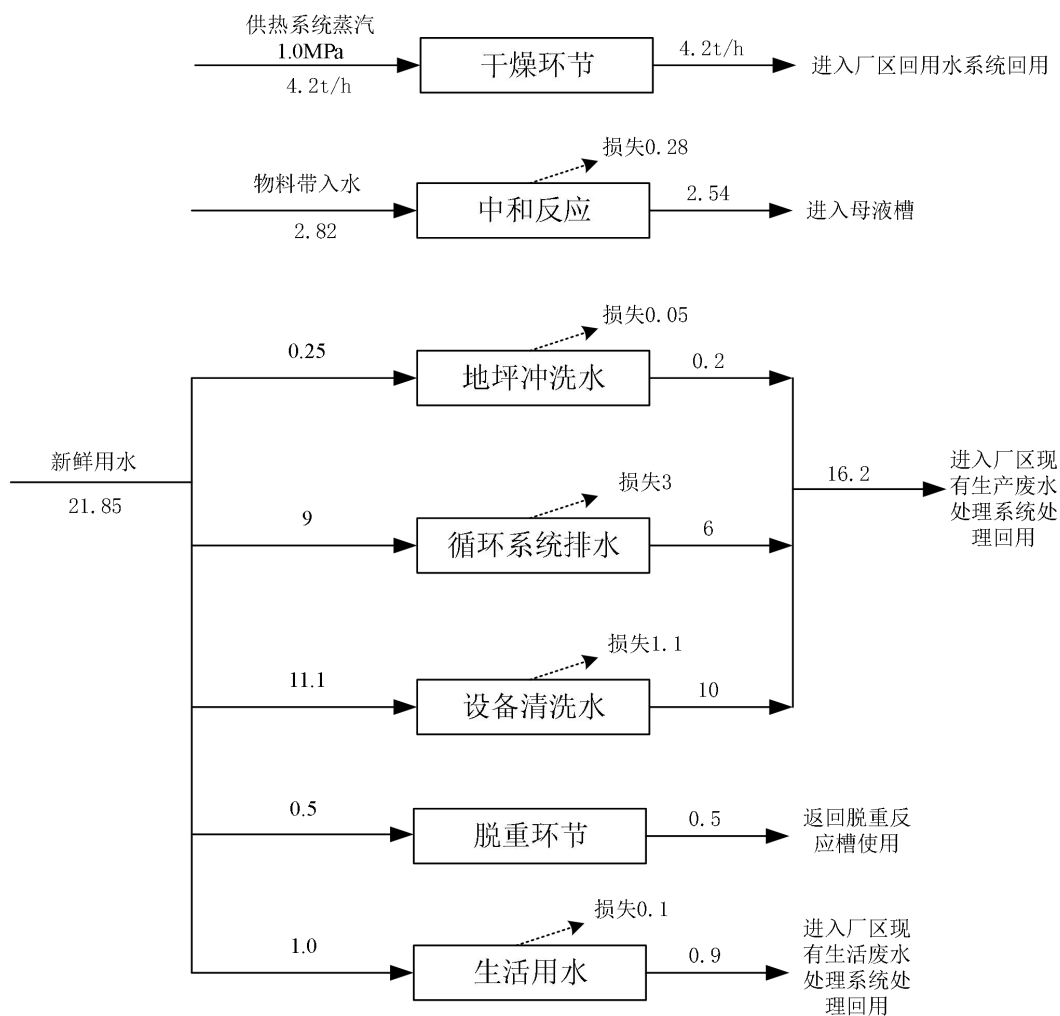 供热系统蒸汽
1.0MPa
4.2t/h
干燥环节
4.2t/h
进入厂区回用水系统回用
物料带入水
2.82
中和反应
损失0.28
2.54
进入母液槽
新鲜用水
21.85
0.25
地坪冲洗水
损失0.05
0.2
9
循环系统排水
损失3
6
11.1
设备清洗水
损失1.1
10
16.2
进入厂区现
有生产废水
处理系统处
理回用
0.5
脱重环节
0.5
返回脱重反
应槽使用
1.0
生活用水
损失0.1
0.9
进入厂区现
有生活废水
处理系统处
理回用